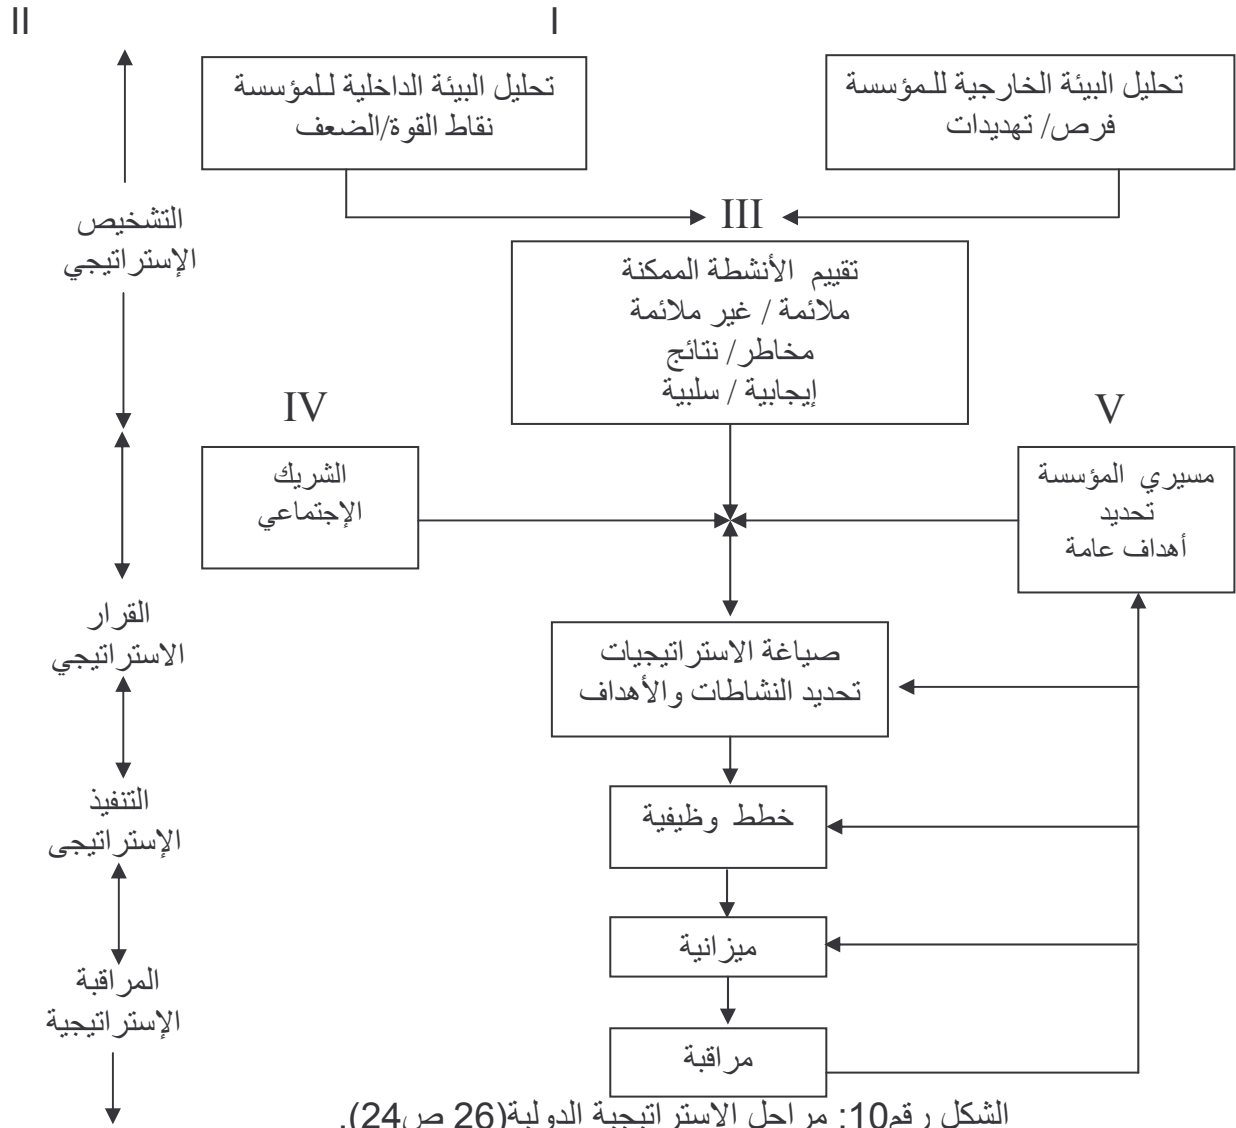 I
II
تحليل البيئة الخارجية للمؤسسة
فرص/ تهديدات
تحليل البيئة الداخلية للمؤسسة
نقاط القوة/الضعف
التشخيص
الإستراتيجي
III
تقييم الأنشطة الممكنة
ملائمة / غير ملائمة
مخاطر/ نتائج
إيجابية / سلبية
V
IV
مسيري المؤسسة
تحديد
أهداف عامة
الشريك
الإجتماعي
القرار
الاستراتيجي
صياغة الاستراتيجيات
تحديد النشاطات والأهداف
خطط وظيفية
التنفيذ
الإستراتيجى
ميزانية
المراقبة
الإستراتيجية
مراقبة
الشكل رقم10: مراحل الاستراتيجية الدولية(26 ص24).